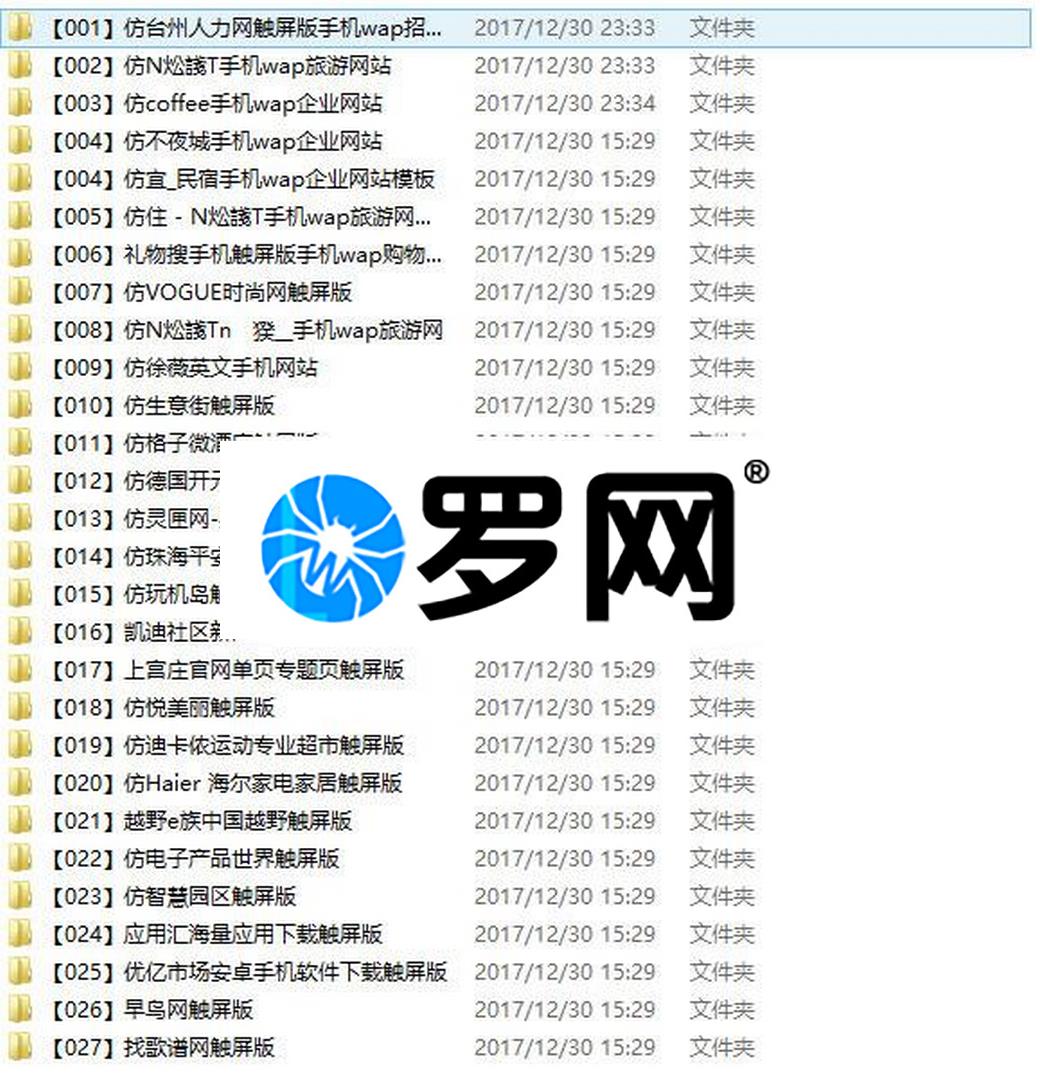 【001】仿台州人力网触屏版手机wap招... 2017/12/30 23:33 文件夹
【002】仿N炂譺T手机wap旅游网站 2017/12/30 23:33 文件夹
【003】仿coffee手机wap企业网站 2017/12/30 23:34 文件夹
【004】仿不夜城手机wap企业网站 2017/12/30 15:29 文件夹
【004】仿宜_民宿手机wap企业网站模板 2017/12/30 15:29 文件夹
【005】仿住 - N炂譺T手机wap旅游网... 2017/12/30 15:29 文件夹
【006】礼物搜手机触屏版手机wap购物... 2017/12/30 15:29 文件夹
【007】仿VOGUE时尚网触屏版 2017/12/30 15:29 文件夹
【008】仿N炂譺Tn 猤__手机wap旅游网 2017/12/30 15:29 文件夹
【009】仿徐薇英文手机网站 2017/12/30 15:29 文件夹
【010】仿生意街触屏版 2017/12/30 15:29 文件夹
【011】仿格子微酒店触屏版
【012】仿德国开元
【013】仿灵匣网-
【014】仿珠海平安
【015】仿玩机岛触
【016】凯迪社区新
罗网®
【017】上宫庄官网单页专题页触屏版 2017/12/30 15:29 文件夹
【018】仿悦美丽触屏版 2017/12/30 15:29 文件夹
【019】仿迪卡侬运动专业超市触屏版 2017/12/30 15:29 文件夹
【020】仿Haier 海尔家电家居触屏版 2017/12/30 15:29 文件夹
【021】越野e族中国越野触屏版 2017/12/30 15:29 文件夹
【022】仿电子产品世界触屏版 2017/12/30 15:29 文件夹
【023】仿智慧园区触屏版 2017/12/30 15:29 文件夹
【024】应用汇海量应用下载触屏版 2017/12/30 15:29 文件夹
【025】优亿市场安卓手机软件下载触屏版 2017/12/30 15:29 文件夹
【026】早鸟网触屏版 2017/12/30 15:29 文件夹
【027】找歌谱网触屏版 2017/12/30 15:29 文件夹